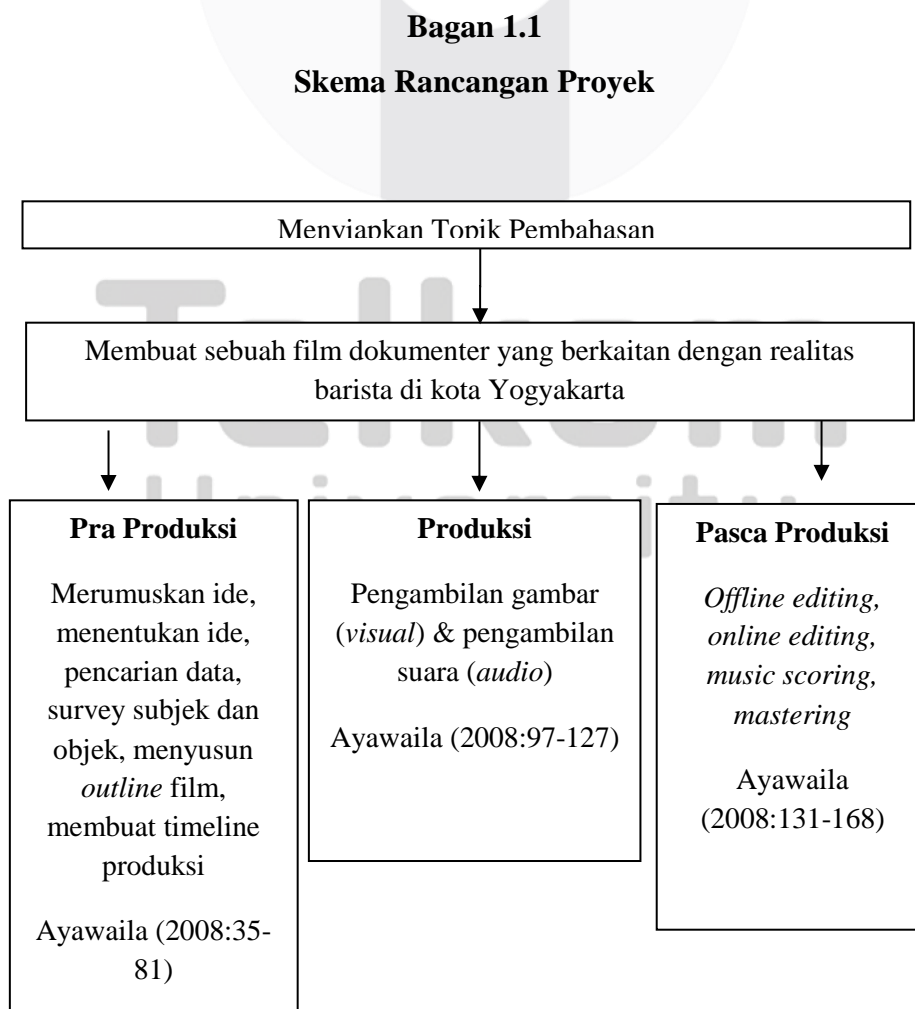 Bagan 1.1
Skema Rancangan Proyek
Menyiapkan Topik Pembahasan
Telkom
University
Membuat sebuah film dokumenter yang berkaitan dengan realitas
barista di kota Yogyakarta
Pra Produksi
Merumuskan ide,
menentukan ide,
pencarian data,
survey subjek dan
objek, menyusun
outline film,
membuat timeline
produksi
Ayawaila (2008:35-
81)
Produksi
Pengambilan gambar
(visual) & pengambilan
suara (audio)
Ayawaila (2008:97-127)
Pasca Produksi
Offline editing,
online editing,
music scoring,
mastering
Ayawaila
(2008:131-168)